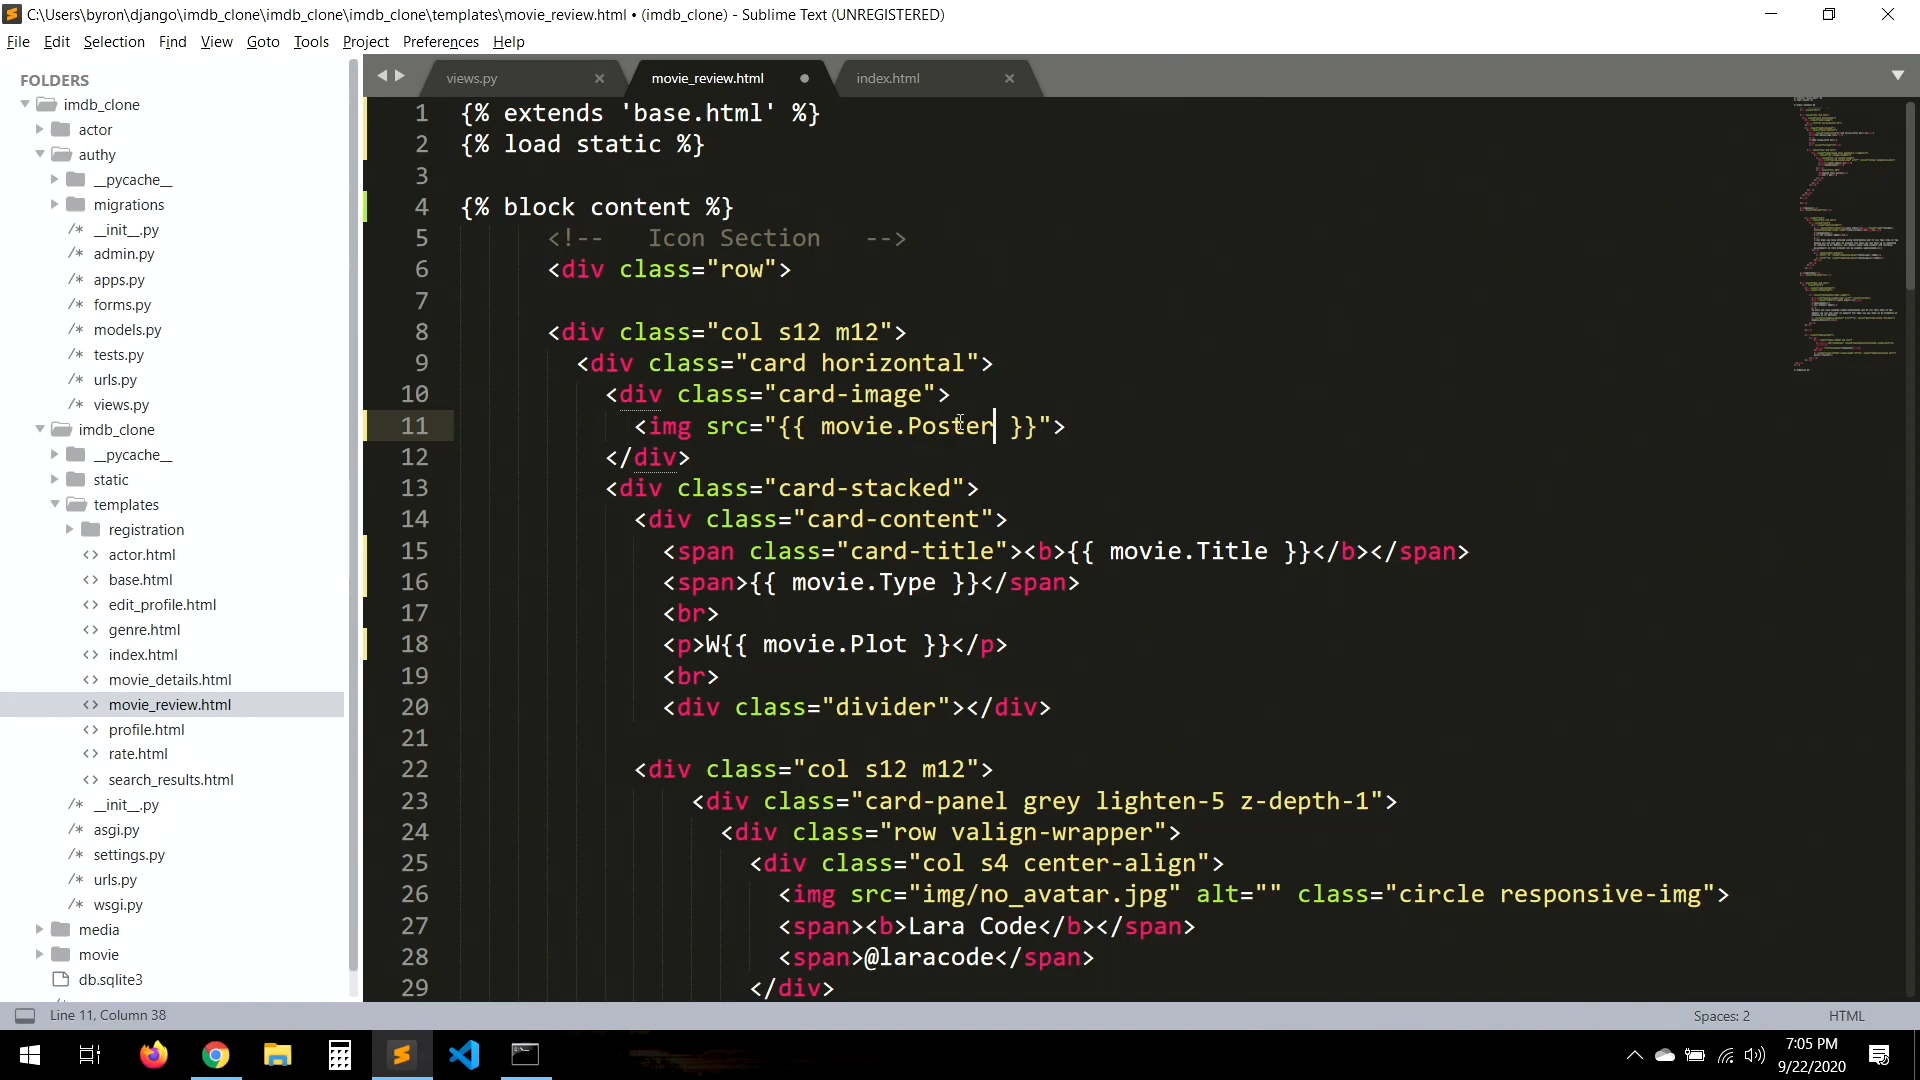 C:\Users\byron\django\imdb_clone\imdb_clone\imdb_clone\templates\movie_review.html • (imdb_clone) - Sublime Text (UNREGISTERED)
File Edit Selection Find View Goto Tools Project Preferences Help
FOLDERS
imdb_clone
actor
authy
__pycache__
migrations
/* __init__.py
/* admin.py
/* apps.py
/* forms.py
/* models.py
/* tests.py
/* urls.py
/* views.py
imdb_clone
__pycache__
static
templates
registration
<> actor.html
<> base.html
<> edit_profile.html
<> genre.html
<> index.html
<> movie_details.html
<> movie_review.html
<> profile.html
<> rate.html
<> search_results.html
/* __init__.py
/* asgi.py
/* settings.py
/* urls.py
/* wsgi.py
media
movie
db.sqlite3
views.py × movie_review.html index.html ×
1 {% extends 'base.html' %}
2 {% load static %}
3
4 {% block content %}
5 <!--   Icon Section   -->
6 <div class="row">
7
8 <div class="col s12 m12">
9 <div class="card horizontal">
10 <div class="card-image">
11 <img src="{{ movie.Poster }}">
12 </div>
13 <div class="card-stacked">
14 <div class="card-content">
15 <span class="card-title"><b>{{ movie.Title }}</b></span>
16 <span>{{ movie.Type }}</span>
17 <br>
18 <p>W{{ movie.Plot }}</p>
19 <br>
20 <div class="divider"></div>
21
22 <div class="col s12 m12">
23 <div class="card-panel grey lighten-5 z-depth-1">
24 <div class="row valign-wrapper">
25 <div class="col s4 center-align">
26 <img src="img/no_avatar.jpg" alt="" class="circle responsive-img">
27 <span><b>Lara Code</b></span>
28 <span>@laracode</span>
29 </div>
Line 11, Column 38
Spaces: 2
HTML
7:05 PM
9/22/2020